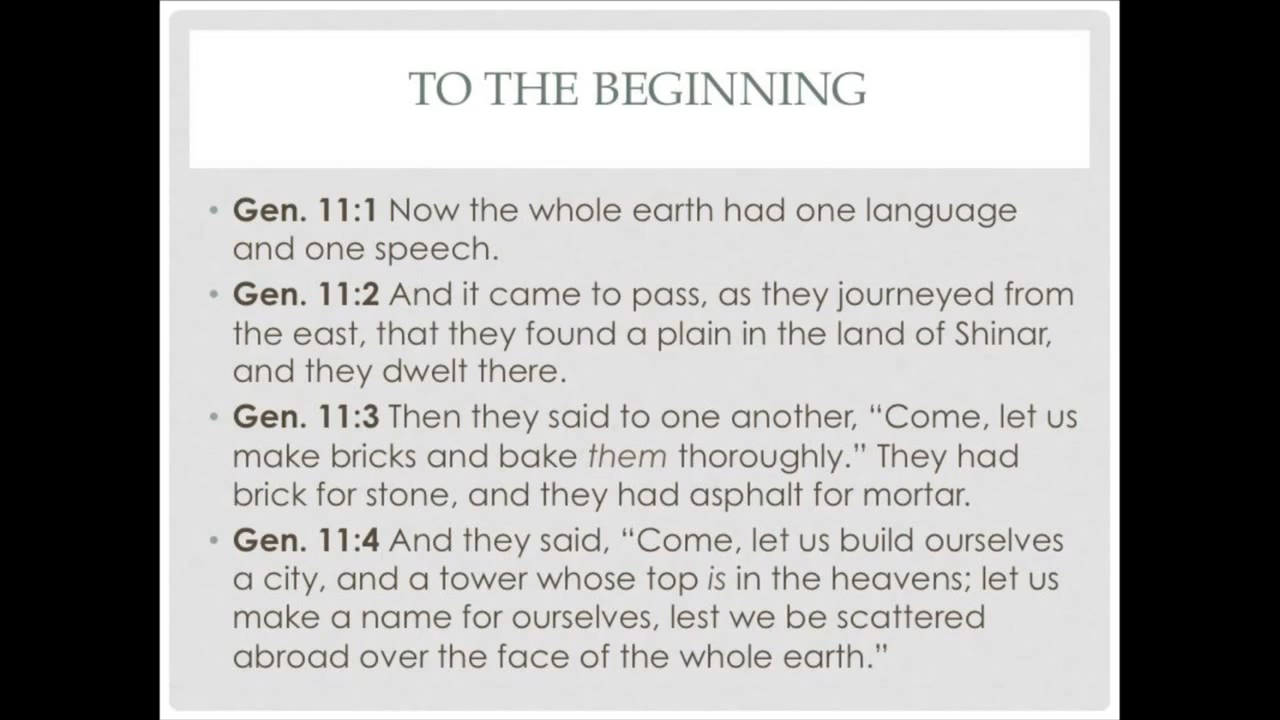 TO THE BEGINNING
• Gen. 11:1 Now the whole earth had one language
and one speech.
• Gen. 11:2 And it came to pass, as they journeyed from
the east, that they found a plain in the land of Shinar,
and they dwelt there.
• Gen. 11:3 Then they said to one another, “Come, let us
make bricks and bake them thoroughly.” They had
brick for stone, and they had asphalt for mortar.
• Gen. 11:4 And they said, “Come, let us build ourselves
a city, and a tower whose top is in the heavens; let us
make a name for ourselves, lest we be scattered
abroad over the face of the whole earth.”